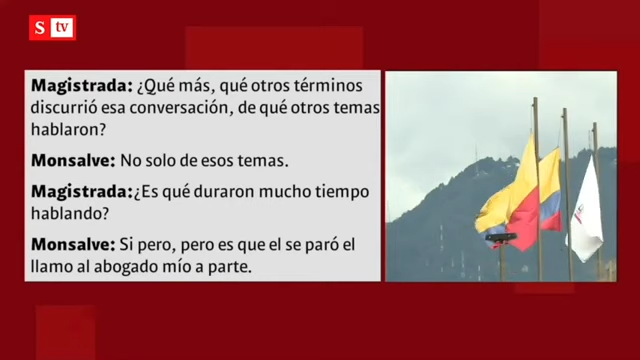 S tv
Magistrada: ¿Qué más, qué otros términos
discurrió esa conversación, de qué otros temas
hablaron?
Monsalve: No solo de esos temas.
Magistrada:¿Es qué duraron mucho tiempo
hablando?
Monsalve: Si pero, pero es que el se paró el
llamo al abogado mío a parte.